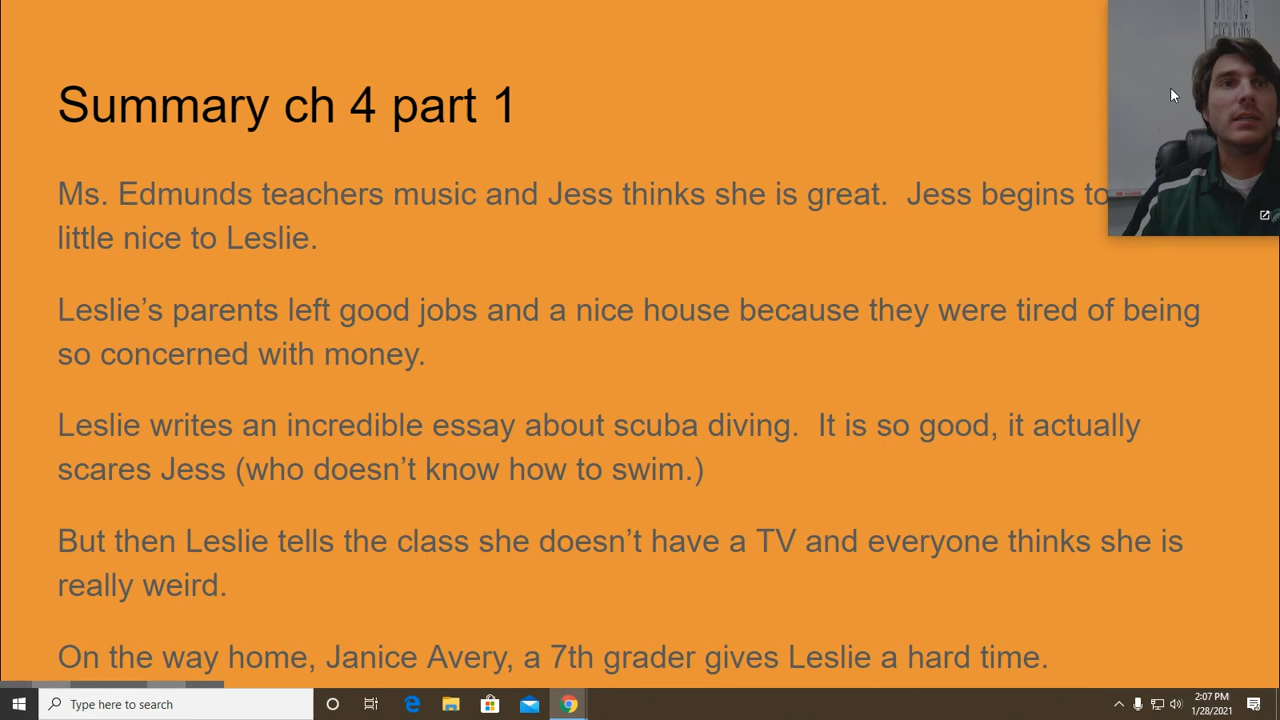 Summary ch 4 part 1
Ms. Edmunds teachers music and Jess thinks she is great.  Jess begins to
little nice to Leslie.
Leslie’s parents left good jobs and a nice house because they were tired of being
so concerned with money.
Leslie writes an incredible essay about scuba diving.  It is so good, it actually
scares Jess (who doesn’t know how to swim.)
But then Leslie tells the class she doesn’t have a TV and everyone thinks she is
really weird.
On the way home, Janice Avery, a 7th grader gives Leslie a hard time.
Type here to search
2:07 PM
1/28/2021